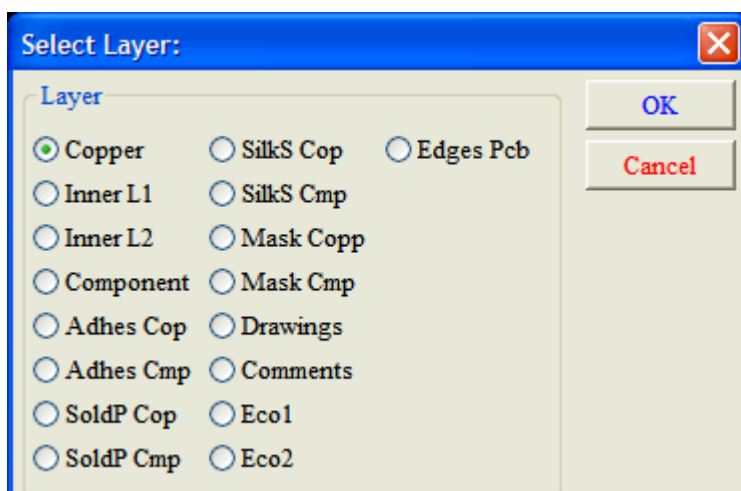 Select Layer:
Layer
OK
Copper SilkS Cop Edges Pcb
Cancel
Inner L1 SilkS Cmp
Inner L2 Mask Copp
Component Mask Cmp
Adhes Cop Drawings
Adhes Cmp Comments
SoldP Cop Eco1
SoldP Cmp Eco2